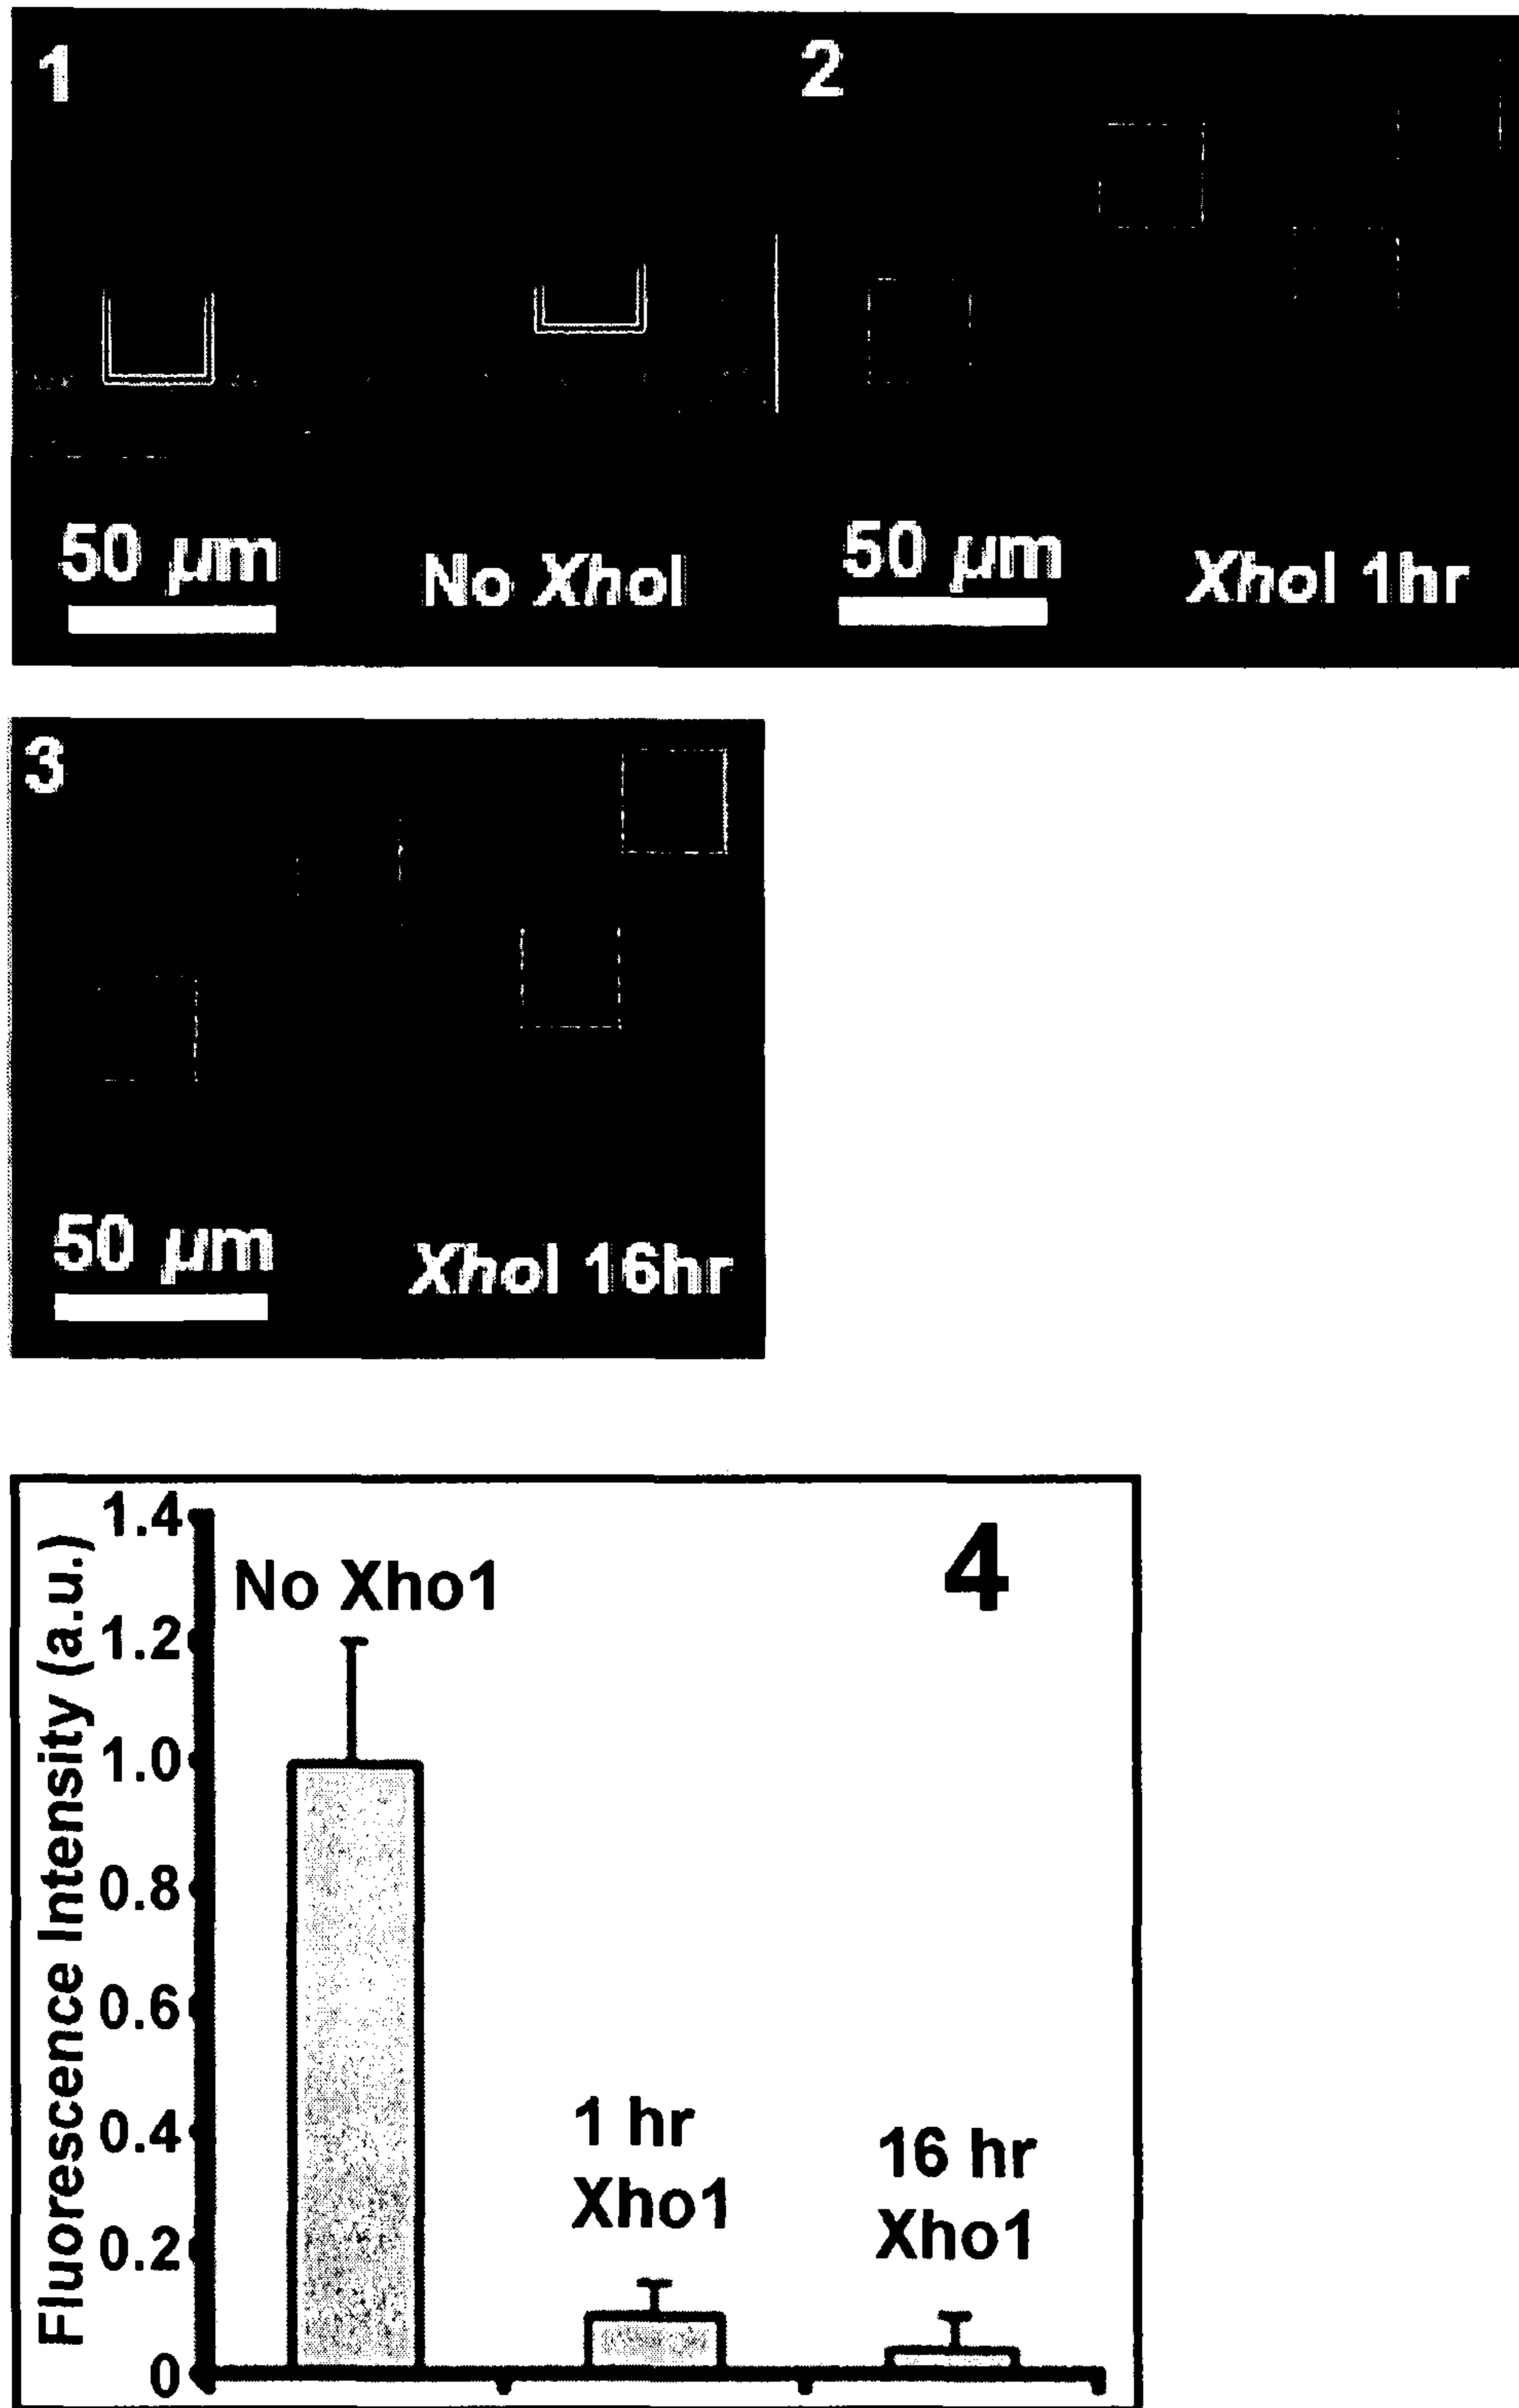 1
50 µm
No XhoI
2
50 µm
XhoI 1hr
3
50 µm
XhoI 16hr
4
Fluorescence Intensity (a.u.)
1.4
1.2
1.0
0.8
0.6
0.4
0.2
0
No Xho1
1 hr
Xho1
16 hr
Xho1